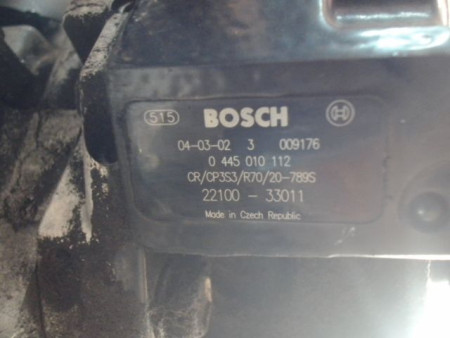 515 BOSCH
04-03-02 3 009176
0 445 010 112
CR/CP3S3/R70/20-789S
22100 - 33011
Made in Czech Republic